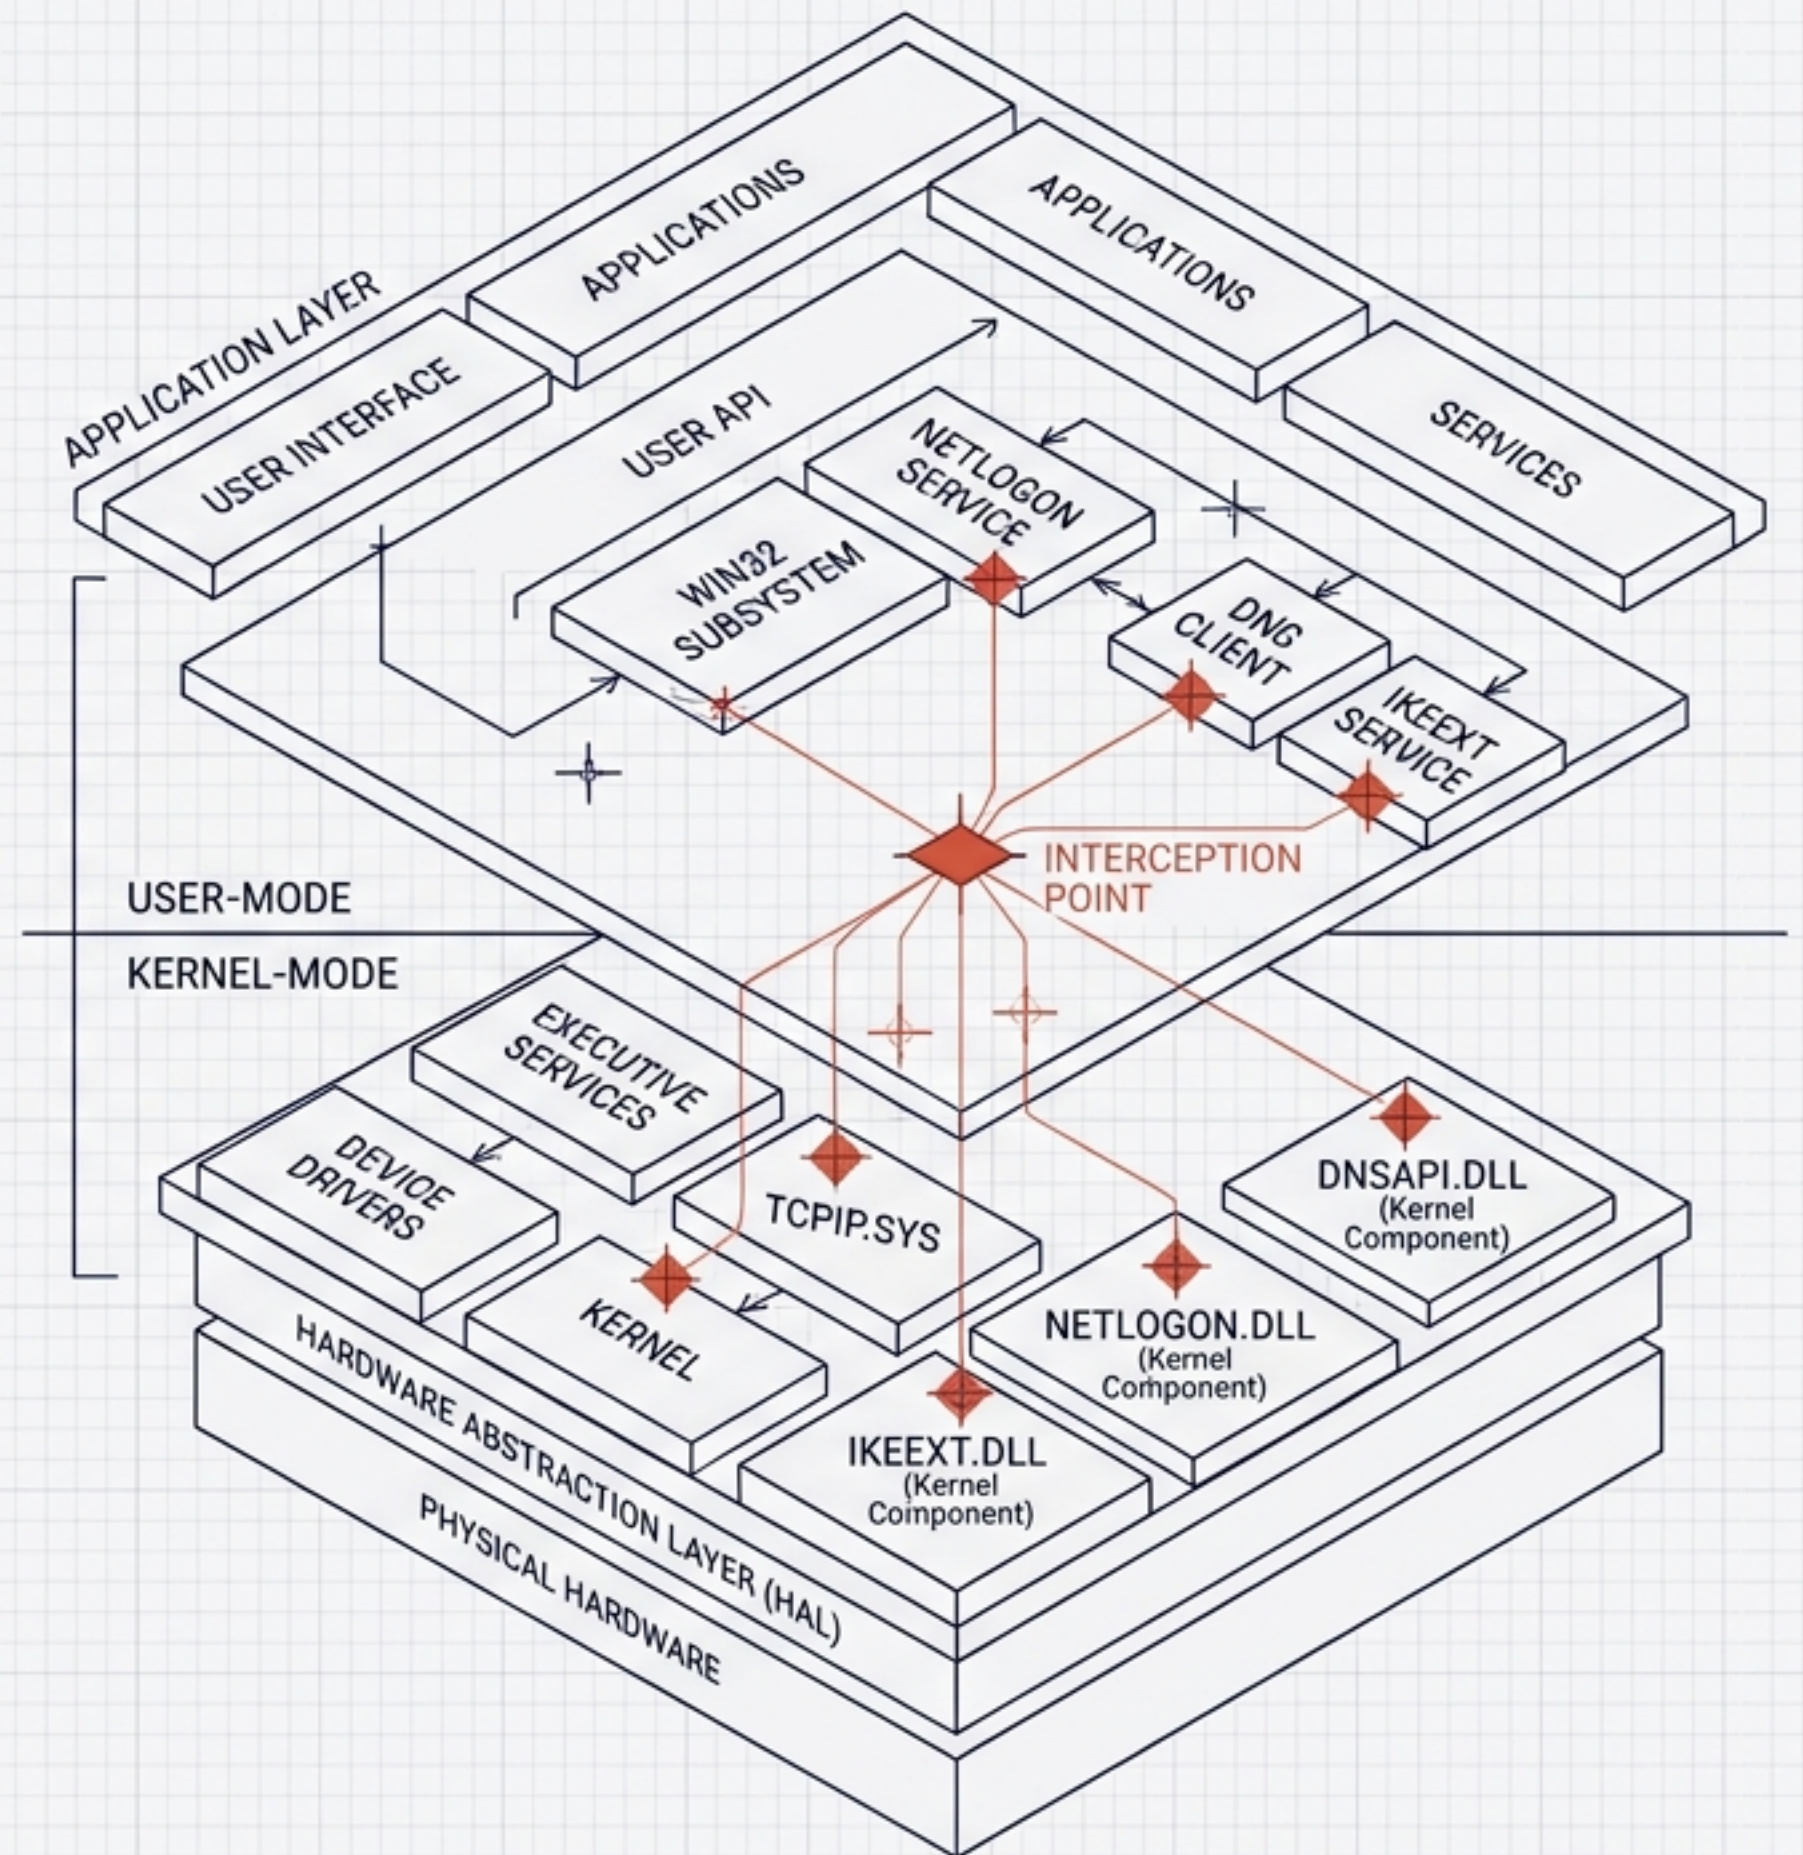 APPLICATION LAYER
USER INTERFACE
APPLICATIONS
APPLICATIONS
SERVICES
USER API
NETLOGON
SERVICE
WIN32
SUBSYSTEM
DNG
CLIENT
IKEEXT
SERVICE
INTERCEPTION
POINT
USER-MODE
KERNEL-MODE
EXECUTIVE
SERVICES
DEVICE
DRIVERS
TCPIP.SYS
KERNEL
DNSAPI.DLL
(Kernel
Component)
NETLOGON.DLL
(Kernel
Component)
IKEEXT.DLL
(Kernel
Component)
HARDWARE ABSTRACTION LAYER (HAL)
PHYSICAL HARDWARE